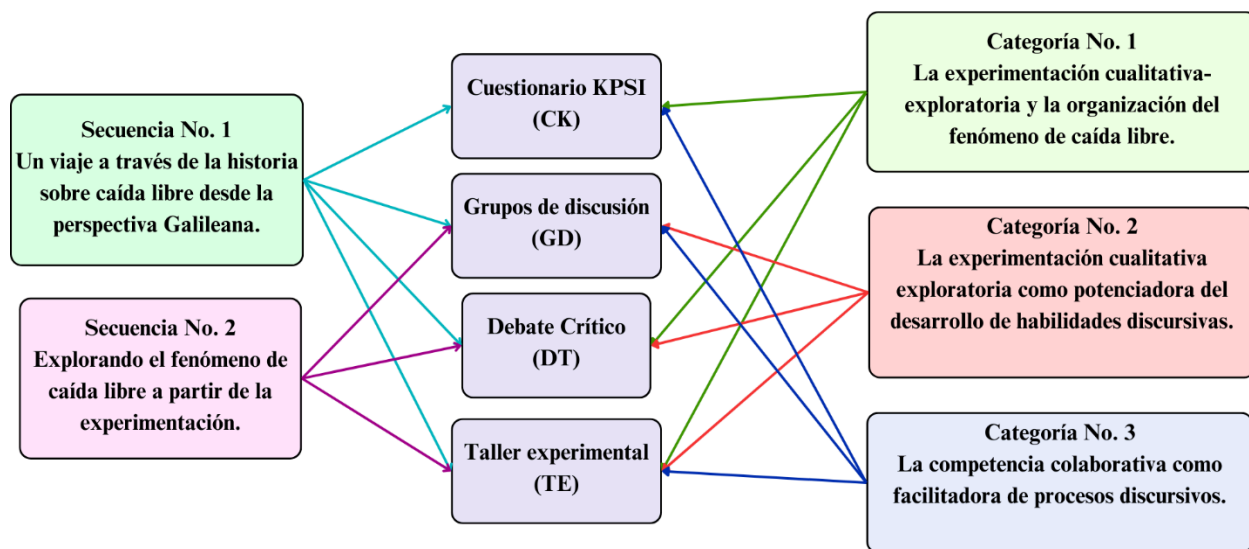 Secuencia No. 1
Un viaje a través de la historia
sobre caída libre desde la
perspectiva Galileana.
Secuencia No. 2
Explorando el fenómeno de
caída libre a partir de la
experimentación.
Cuestionario KPSI
(CK)
Grupos de discusión
(GD)
Debate Crítico
(DT)
Taller experimental
(TE)
Categoría No. 1
La experimentación cualitativa-
exploratoria y la organización del
fenómeno de caída libre.
Categoría No. 2
La experimentación cualitativa
exploratoria como potenciadora del
desarrollo de habilidades discursivas.
Categoría No. 3
La competencia colaborativa como
facilitadora de procesos discursivos.